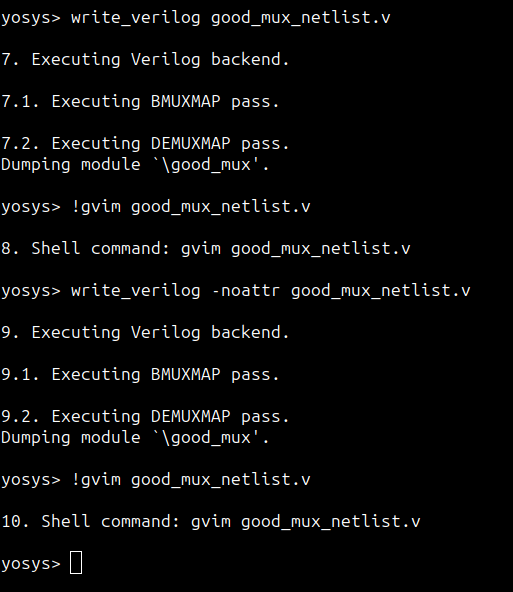 yosys> write_verilog good_mux_netlist.v
7. Executing Verilog backend.
7.1. Executing BMUXMAP pass.
7.2. Executing DEMUXMAP pass.
Dumping module `\good_mux'.
yosys> !gvim good_mux_netlist.v
8. Shell command: gvim good_mux_netlist.v
yosys> write_verilog -noattr good_mux_netlist.v
9. Executing Verilog backend.
9.1. Executing BMUXMAP pass.
9.2. Executing DEMUXMAP pass.
Dumping module `\good_mux'.
yosys> !gvim good_mux_netlist.v
10. Shell command: gvim good_mux_netlist.v
yosys>